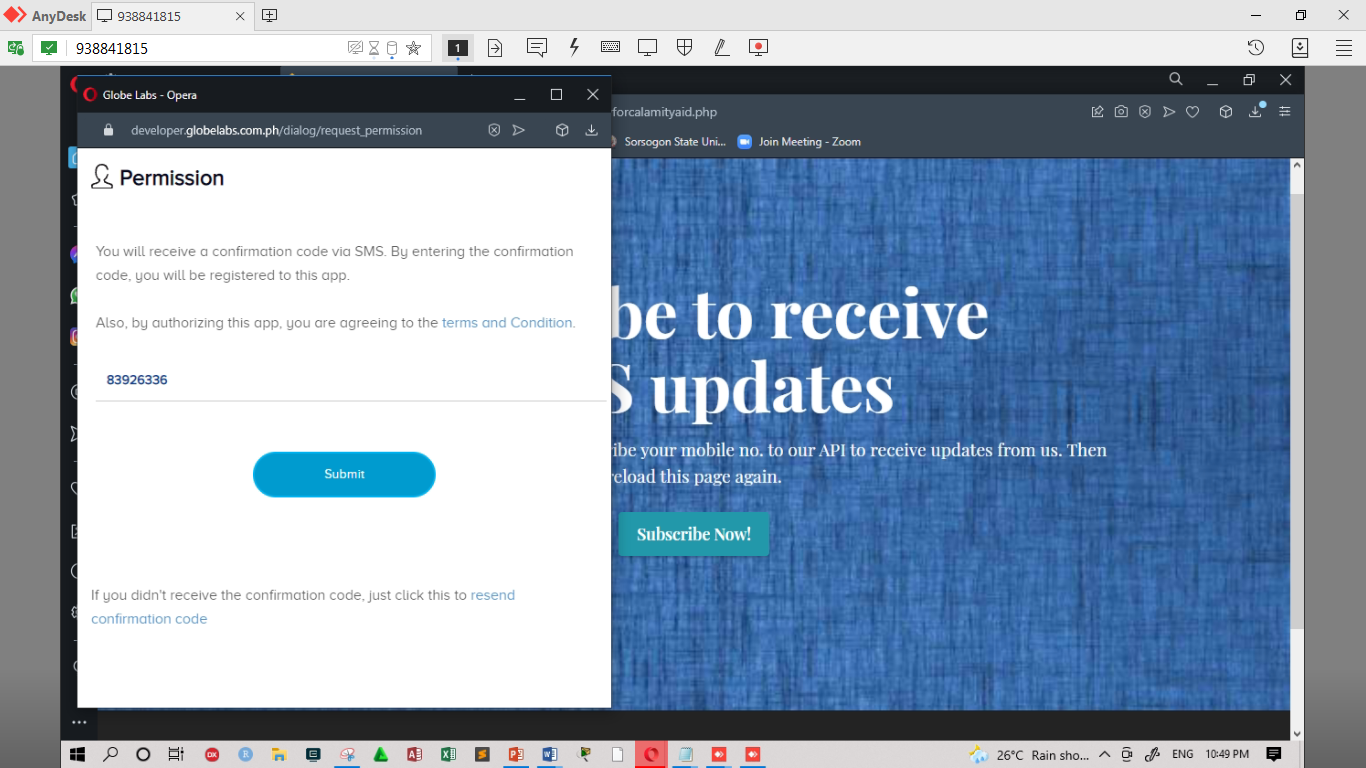 AnyDesk
938841815
938841815
1
Globe Labs - Opera
developer.globelabs.com.ph/dialog/request_permission
forcalamityaid.php
Sorsogon State Uni...
Join Meeting - Zoom
Permission
You will receive a confirmation code via SMS. By entering the confirmation
code, you will be registered to this app.
Also, by authorizing this app, you are agreeing to the terms and Condition.
83926336
Submit
If you didn't receive the confirmation code, just click this to resend
confirmation code
be to receive
S updates
ibe your mobile no. to our API to receive updates from us. Then
eload this page again.
Subscribe Now!
26°C Rain sho...
ENG
10:49 PM